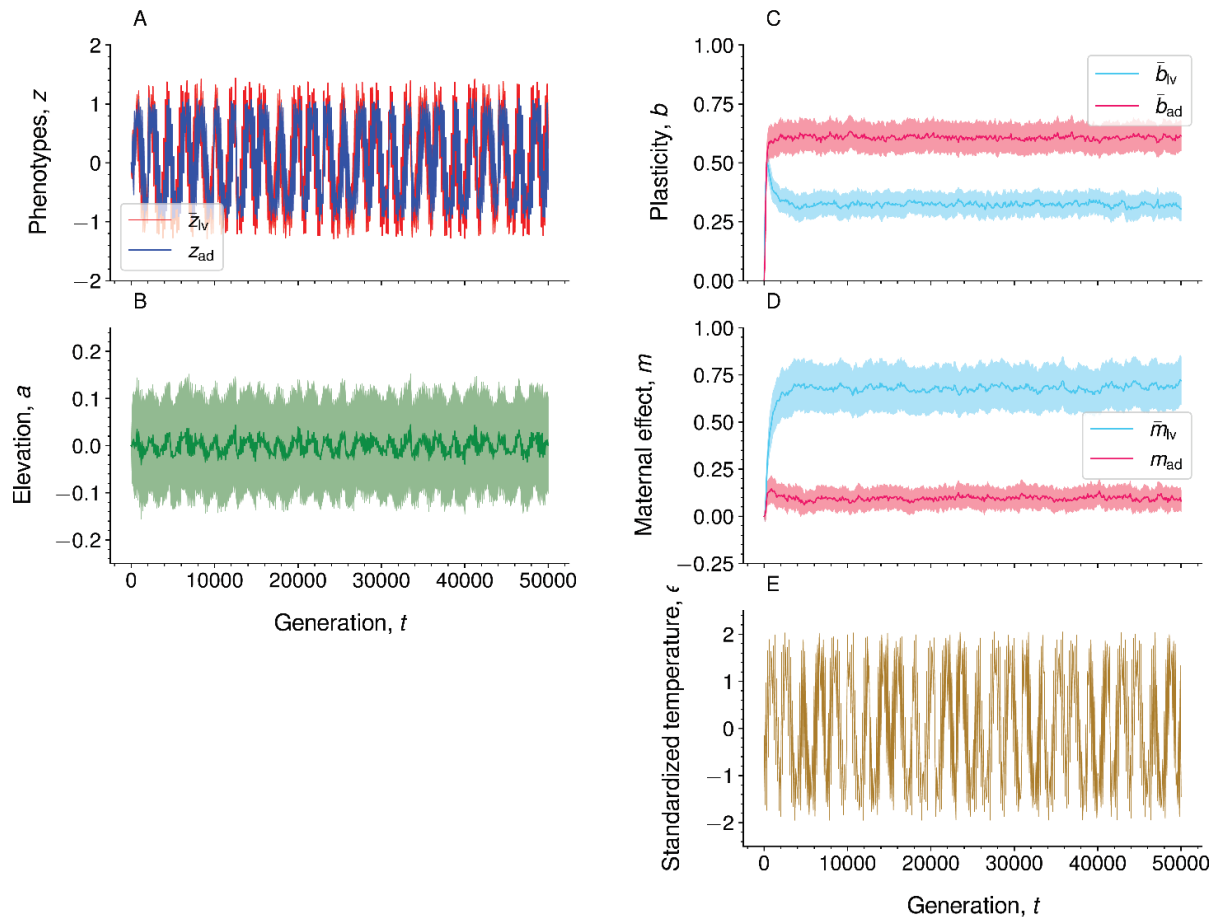 A
2
1
0
−1
−2
Phenotypes, z
z̄lv
zad
B
0.2
0.1
0.0
−0.1
−0.2
Elevation, a
0 10000 20000 30000 40000 50000
Generation, t
C
1.00
0.75
0.50
0.25
0.00
Plasticity, b
b̄lv
b̄ad
D
1.00
0.75
0.50
0.25
0.00
−0.25
Maternal effect, m
m̄lv
mad
E
2
1
0
−1
−2
Standardized temperature, ϵ
0 10000 20000 30000 40000 50000
Generation, t